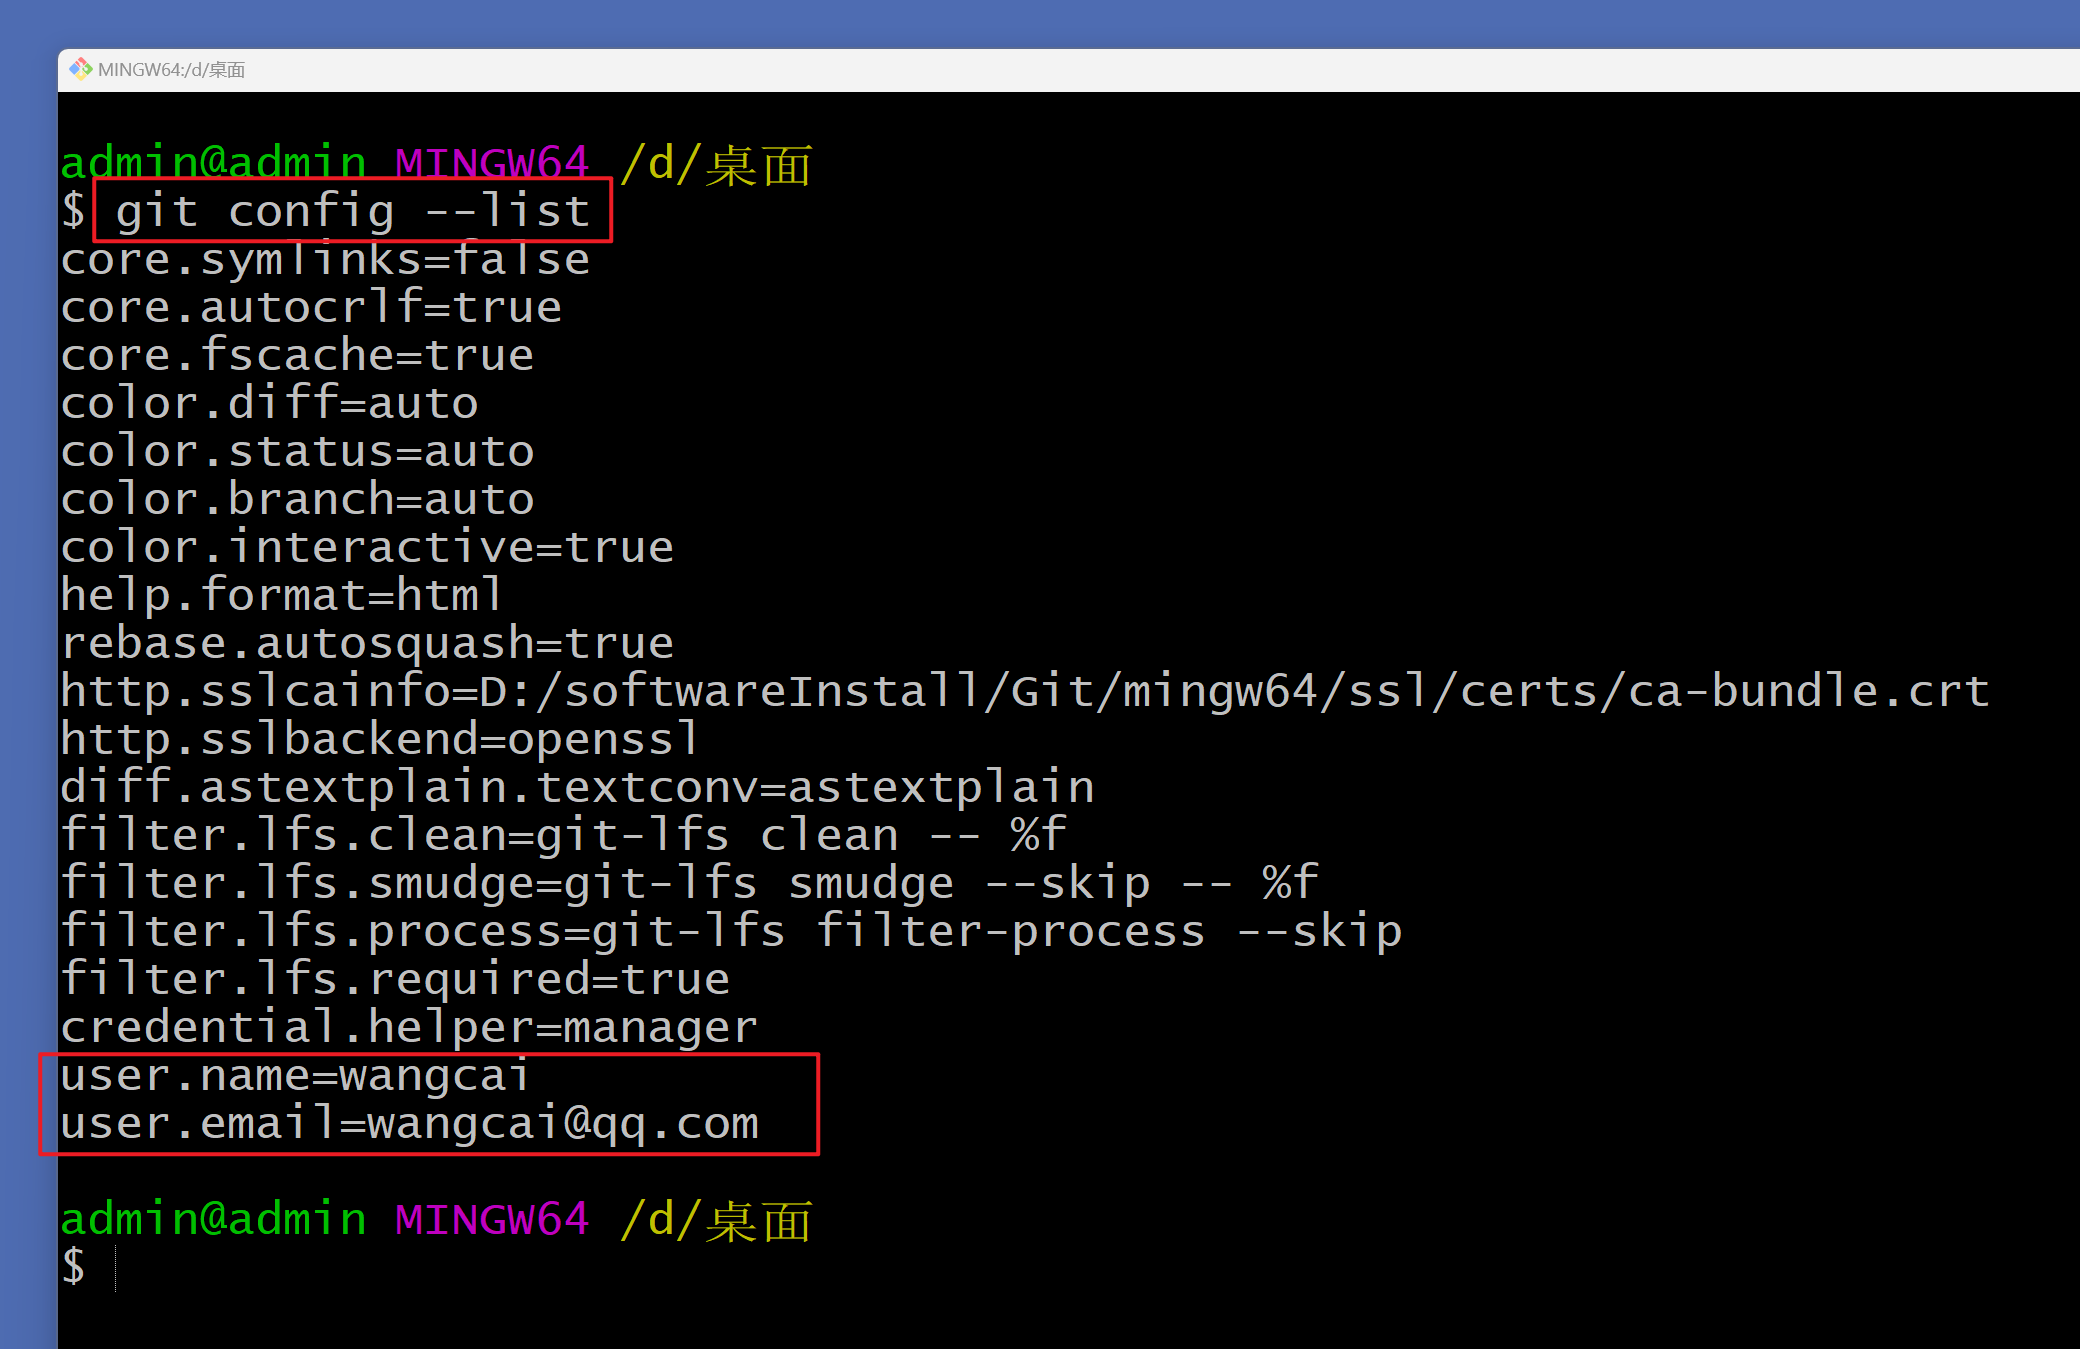 MINGW64:/d/桌面
admin@admin MINGW64 /d/桌面
$ git config --list
core.symlinks=false
core.autocrlf=true
core.fscache=true
color.diff=auto
color.status=auto
color.branch=auto
color.interactive=true
help.format=html
rebase.autosquash=true
http.sslcainfo=D:/softwareInstall/Git/mingw64/ssl/certs/ca-bundle.crt
http.sslbackend=openssl
diff.astextplain.textconv=astextplain
filter.lfs.clean=git-lfs clean -- %f
filter.lfs.smudge=git-lfs smudge --skip -- %f
filter.lfs.process=git-lfs filter-process --skip
filter.lfs.required=true
credential.helper=manager
user.name=wangcai
user.email=wangcai@qq.com
admin@admin MINGW64 /d/桌面
$